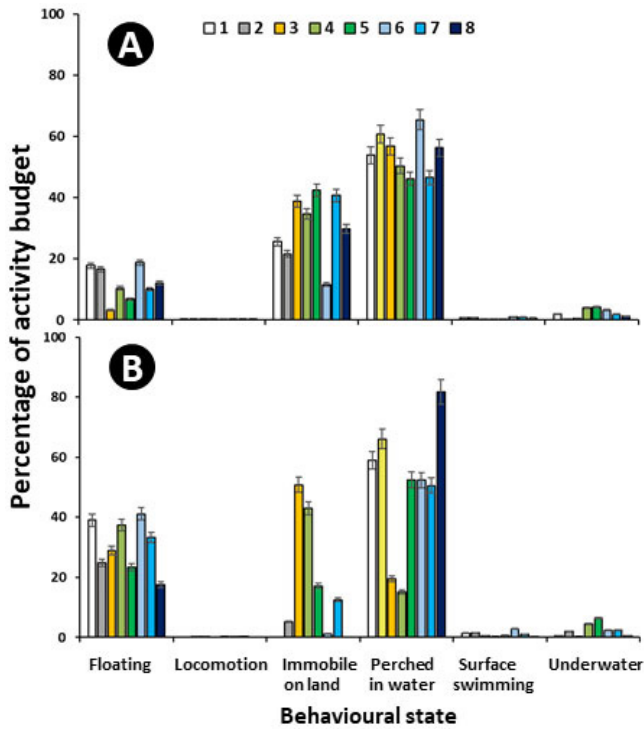 100
80
60
40
20
0
A
1 2 3 4 5 6 7 8
Percentage of activity budget
100
80
60
40
20
0
B
Floating
Locomotion
Immobile
on land
Perched
in water
Surface
swimming
Underwater
Behavioural state